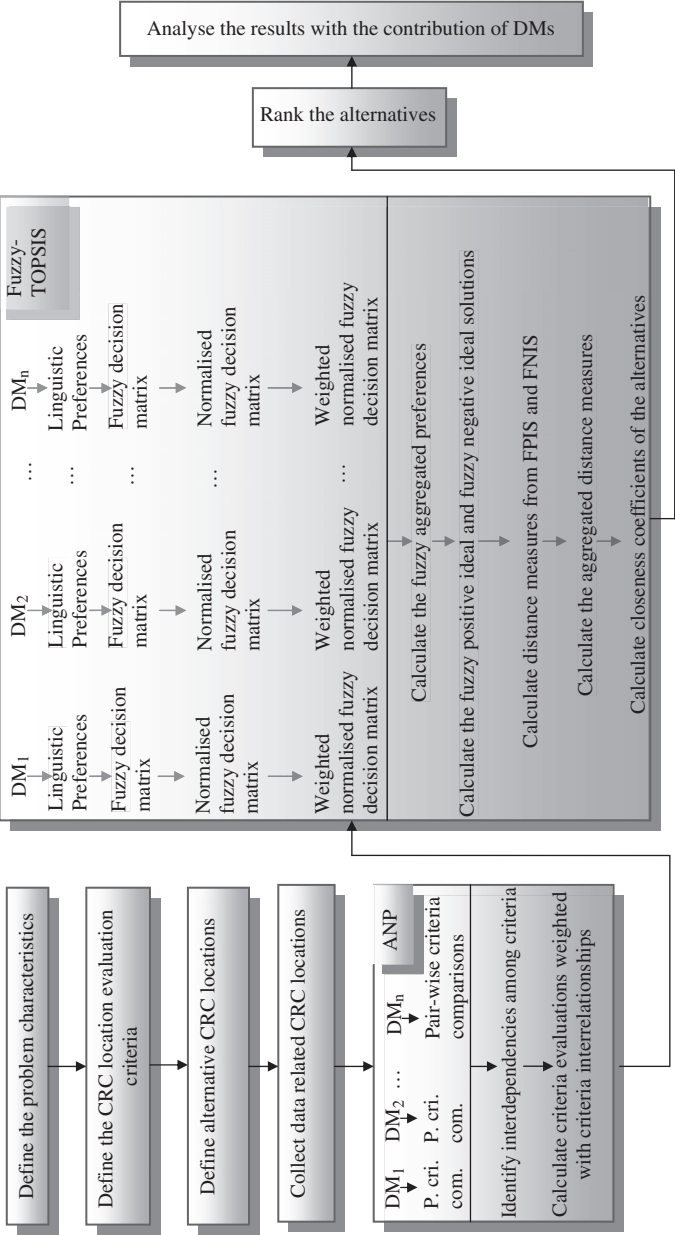 Define the problem characteristics
Define the CRC location evaluation
criteria
Define alternative CRC locations
Collect data related CRC locations
ANP
DM1 DM2 … DMn
P. cri. P. cri. Pair-wise criteria
com. com. comparisons
Identify interdependencies among criteria
Calculate criteria evaluations weighted
with criteria interrelationships
Fuzzy-
TOPSIS
DM1 DM2 … DMn
Linguistic Linguistic … Linguistic
Preferences Preferences Preferences
Fuzzy decision Fuzzy decision … Fuzzy decision
matrix matrix matrix
Normalised Normalised … Normalised
fuzzy decision fuzzy decision fuzzy decision
matrix matrix matrix
Weighted Weighted … Weighted
normalised fuzzy normalised fuzzy normalised fuzzy
decision matrix decision matrix decision matrix
Calculate the fuzzy aggregated preferences
Calculate the fuzzy positive ideal and fuzzy negative ideal solutions
Calculate distance measures from FPIS and FNIS
Calculate the aggregated distance measures
Calculate closeness coefficients of the alternatives
Rank the alternatives
Analyse the results with the contribution of DMs